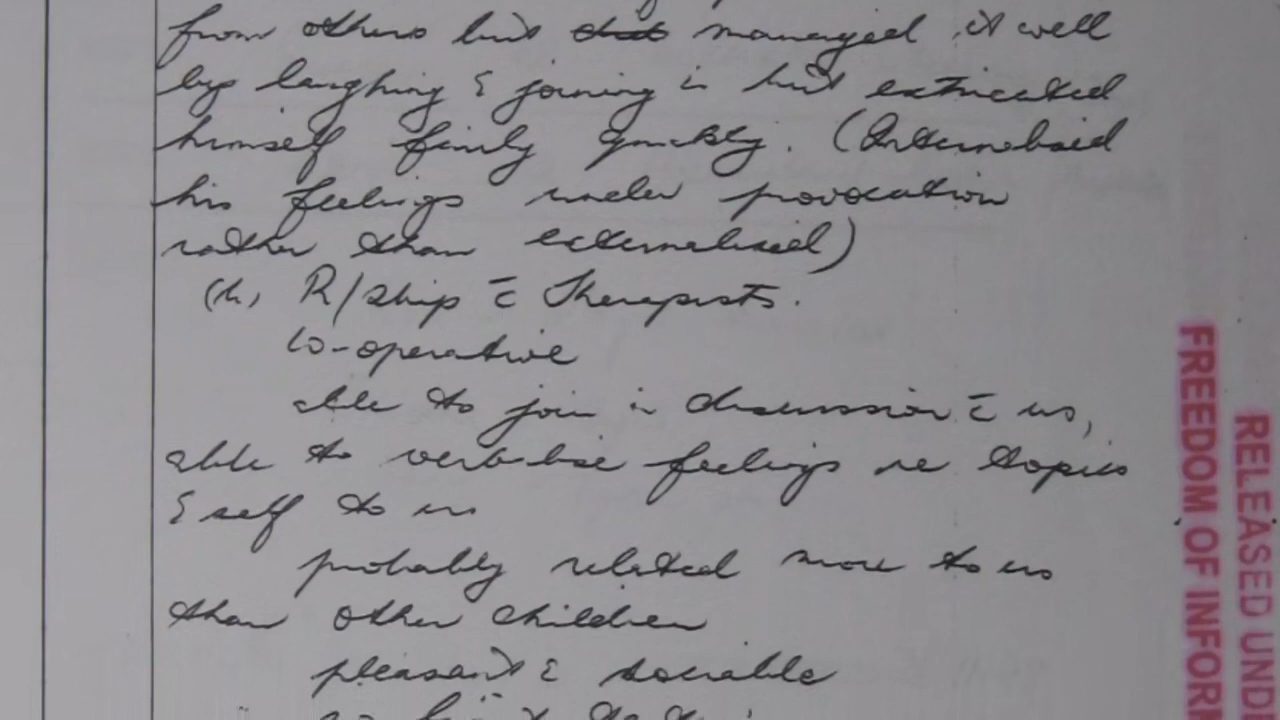 from others but managed it well
by laughing & joining in but extricated
himself fairly quickly. (Internalised
his feelings under provocation
rather than externalised)
(h) R/ship c̄ Therapists.
co-operative
able to join in discussion c̄ us,
able to verbalise feelings re topics
& self to us
probably related more to us
than other children
pleasant & sociable
RELEASED UND
FREEDOM OF INFOR